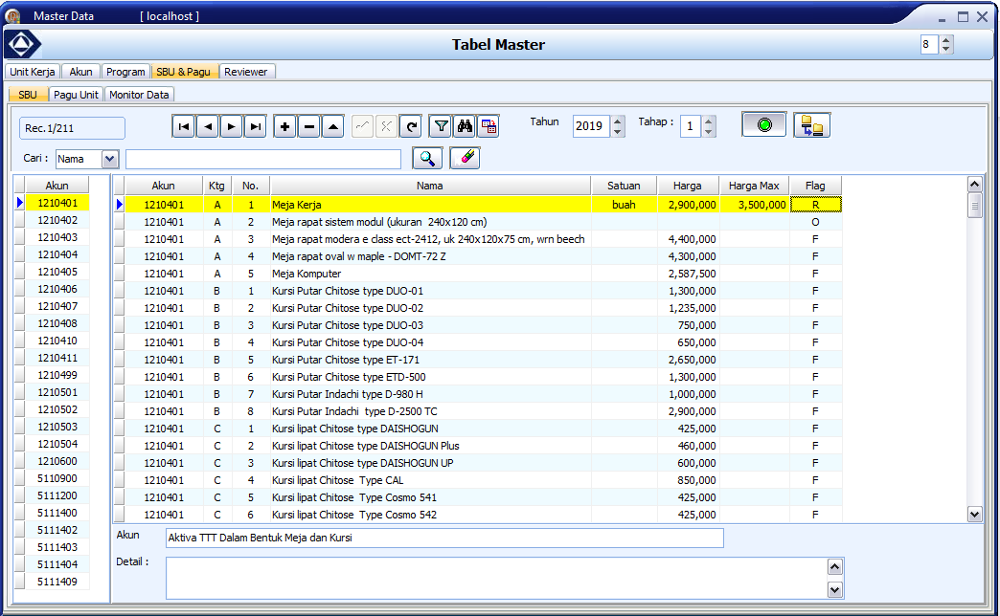 Master Data [ localhost ]
Tabel Master 8
Unit Kerja Akun Program SBU & Pagu Reviewer
SBU Pagu Unit Monitor Data
Rec. 1/211 Tahun 2019 Tahap : 1
Cari : Nama
Akun
1210401
1210402
1210403
1210404
1210405
1210406
1210407
1210408
1210410
1210411
1210499
1210501
1210502
1210503
1210504
1210600
5110900
5111200
5111400
5111402
5111403
5111404
5111409
Akun Ktg No. Nama Satuan Harga Harga Max Flag
1210401 A 1 Meja Kerja buah 2,900,000 3,500,000 R
1210401 A 2 Meja rapat sistem modul (ukuran 240x120 cm) O
1210401 A 3 Meja rapat modera e class ect-2412, uk 240x120x75 cm, wrn beech 4,400,000 F
1210401 A 4 Meja rapat oval w maple - DOMT-72 Z 4,300,000 F
1210401 A 5 Meja Komputer 2,587,500 F
1210401 B 1 Kursi Putar Chitose type DUO-01 1,300,000 F
1210401 B 2 Kursi Putar Chitose type DUO-02 1,235,000 F
1210401 B 3 Kursi Putar Chitose type DUO-03 750,000 F
1210401 B 4 Kursi Putar Chitose type DUO-04 650,000 F
1210401 B 5 Kursi Putar Chitose type ET-171 2,650,000 F
1210401 B 6 Kursi Putar Chitose type ETD-500 1,300,000 F
1210401 B 7 Kursi Putar Indachi type D-980 H 1,000,000 F
1210401 B 8 Kursi Putar Indachi type D-2500 TC 2,900,000 F
1210401 C 1 Kursi lipat Chitose type DAISHOGUN 425,000 F
1210401 C 2 Kursi lipat Chitose type DAISHOGUN Plus 460,000 F
1210401 C 3 Kursi lipat Chitose type DAISHOGUN UP 600,000 F
1210401 C 4 Kursi lipat Chitose Type CAL 850,000 F
1210401 C 5 Kursi lipat Chitose Type Cosmo 541 425,000 F
1210401 C 6 Kursi lipat Chitose Type Cosmo 542 425,000 F
Akun Aktiva TTT Dalam Bentuk Meja dan Kursi
Detail :